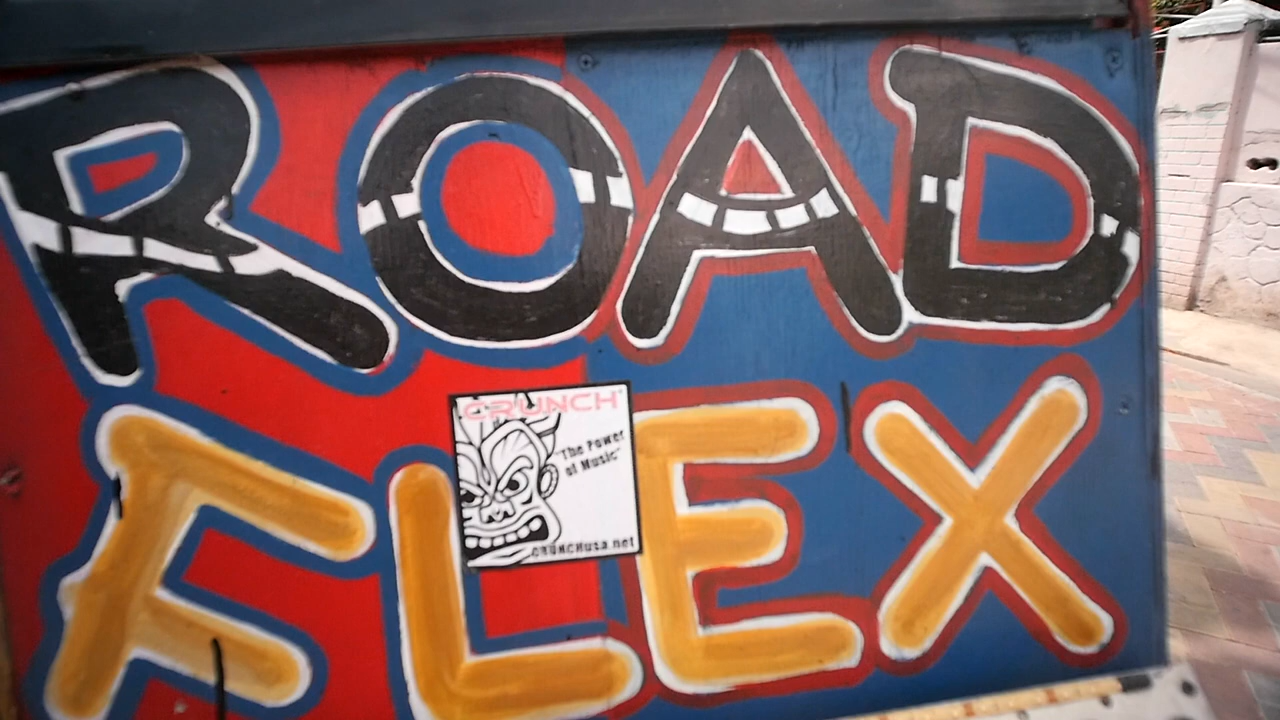 ROAD
FLEX
CRUNCH
"The Power
of Music"
CRUNCHusa.net